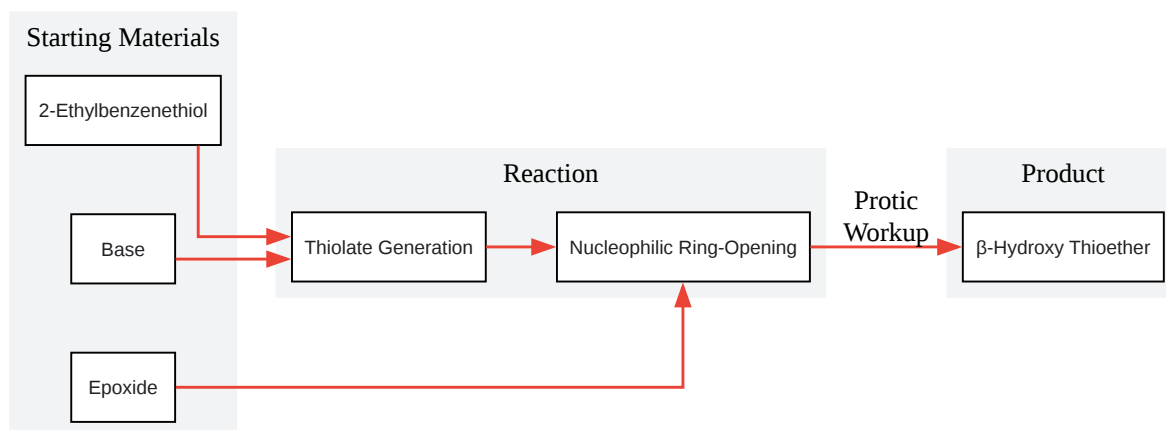 Starting Materials
2-Ethylbenzenethiol
Base
Epoxide
Reaction
Thiolate Generation
Nucleophilic Ring-Opening
Protic
Workup
Product
β-Hydroxy Thioether